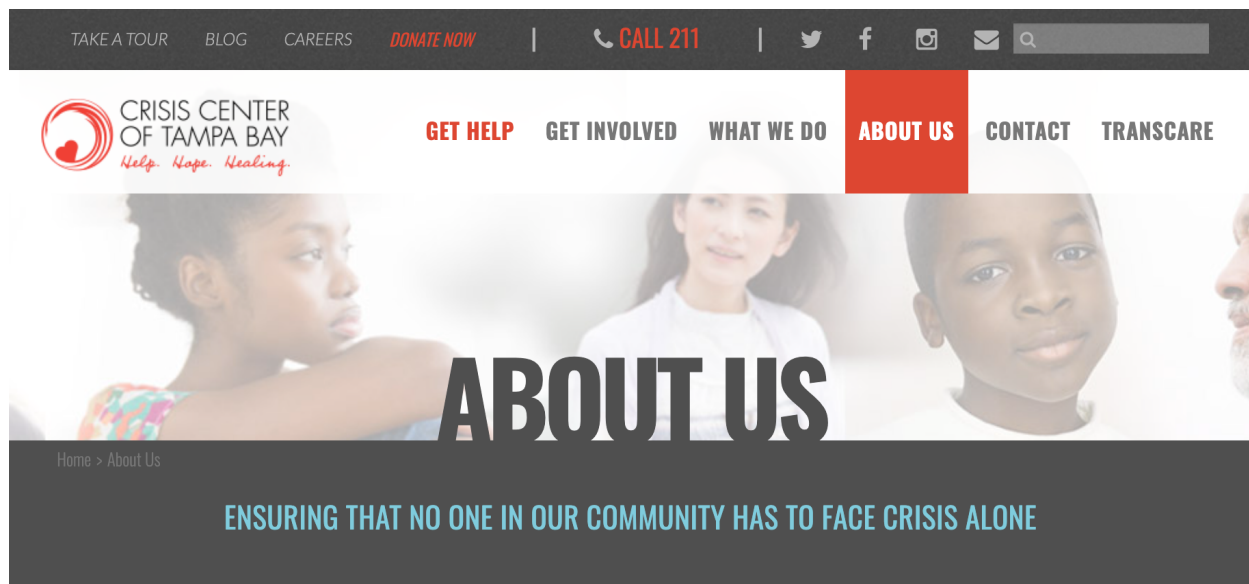 TAKE A TOUR BLOG CAREERS DONATE NOW | CALL 211 |
CRISIS CENTER
OF TAMPA BAY
Help. Hope. Healing.
GET HELP GET INVOLVED WHAT WE DO ABOUT US CONTACT TRANSCARE
ABOUT US
Home > About Us
ENSURING THAT NO ONE IN OUR COMMUNITY HAS TO FACE CRISIS ALONE